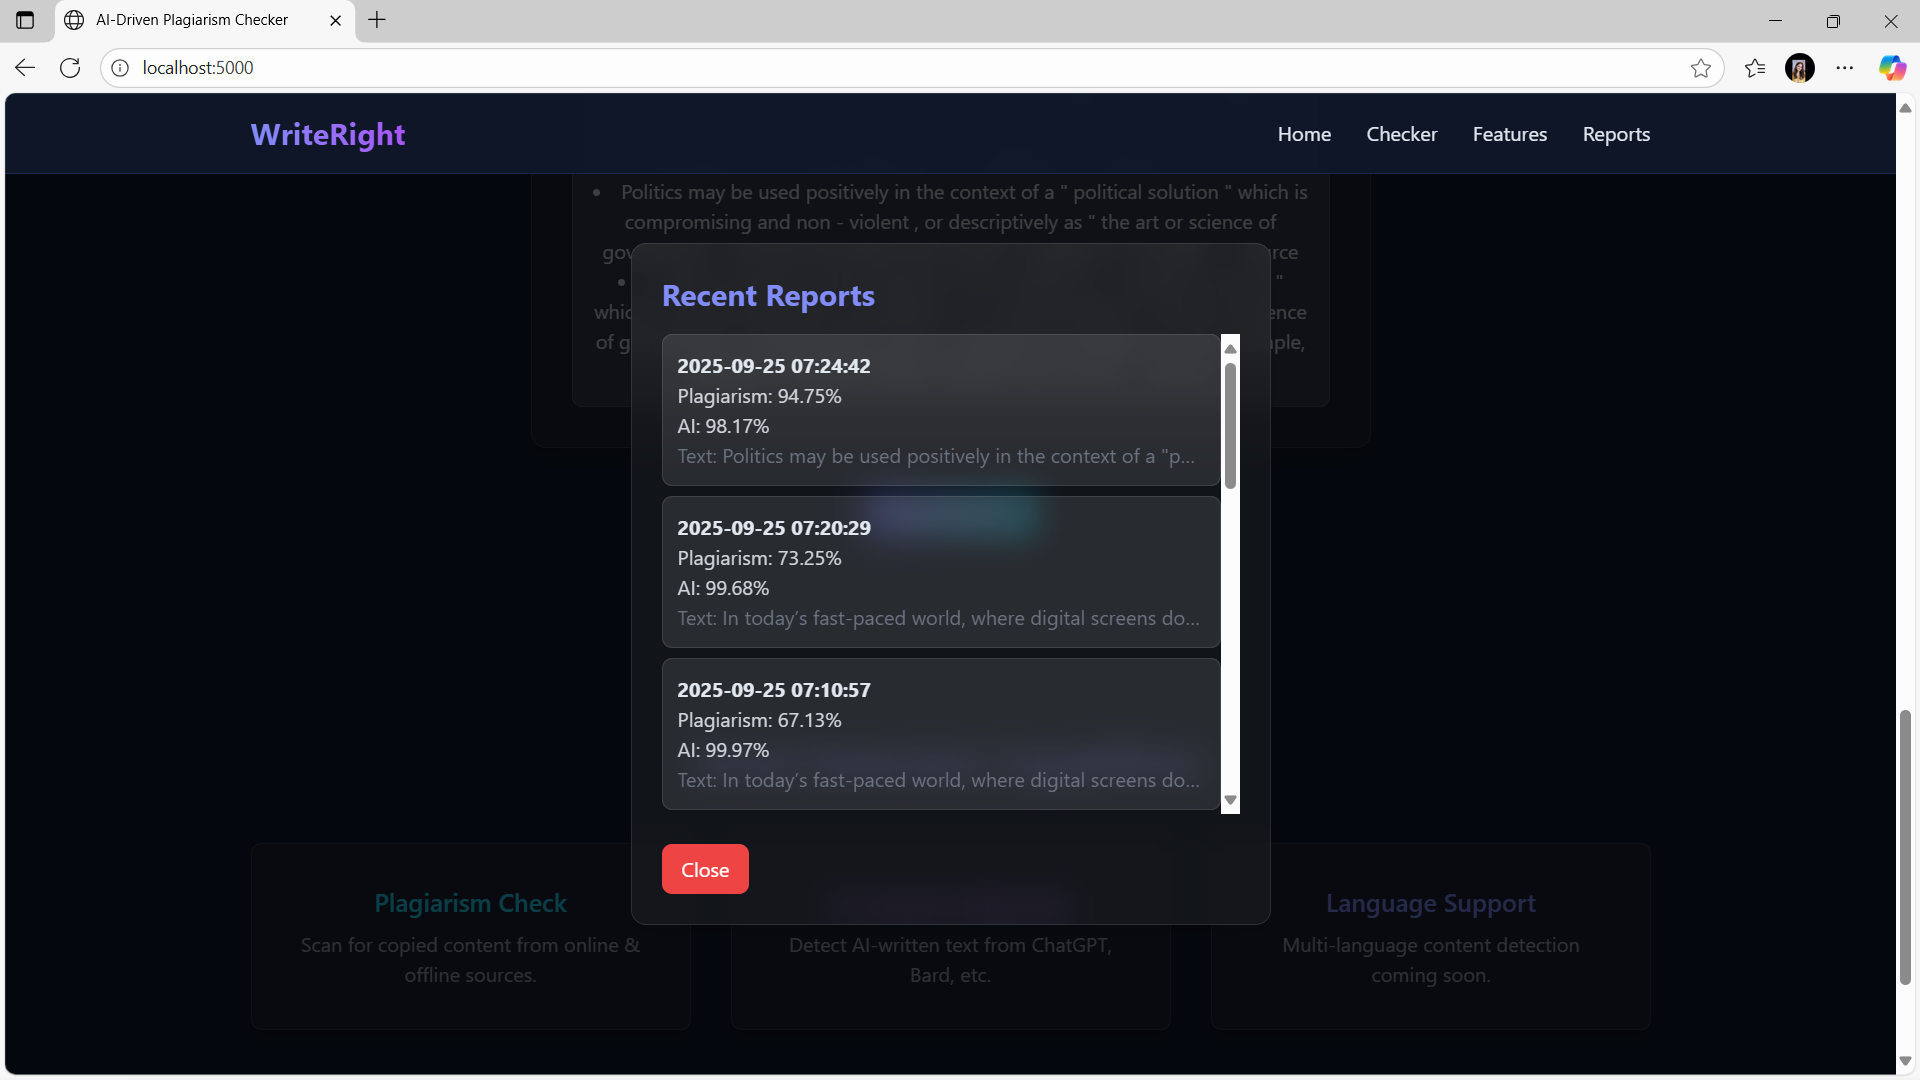 AI-Driven Plagiarism Checker
localhost:5000
WriteRight
Home Checker Features Reports
• Politics may be used positively in the context of a " political solution " which is
compromising and non - violent , or descriptively as " the art or science of
gov rce
• "
whic ence
of g ple,
Recent Reports
2025-09-25 07:24:42
Plagiarism: 94.75%
AI: 98.17%
Text: Politics may be used positively in the context of a "p...
2025-09-25 07:20:29
Plagiarism: 73.25%
AI: 99.68%
Text: In today’s fast-paced world, where digital screens do...
2025-09-25 07:10:57
Plagiarism: 67.13%
AI: 99.97%
Text: In today’s fast-paced world, where digital screens do...
Close
Plagiarism Check
Scan for copied content from online &
offline sources.
Detect AI-written text from ChatGPT,
Bard, etc.
Language Support
Multi-language content detection
coming soon.